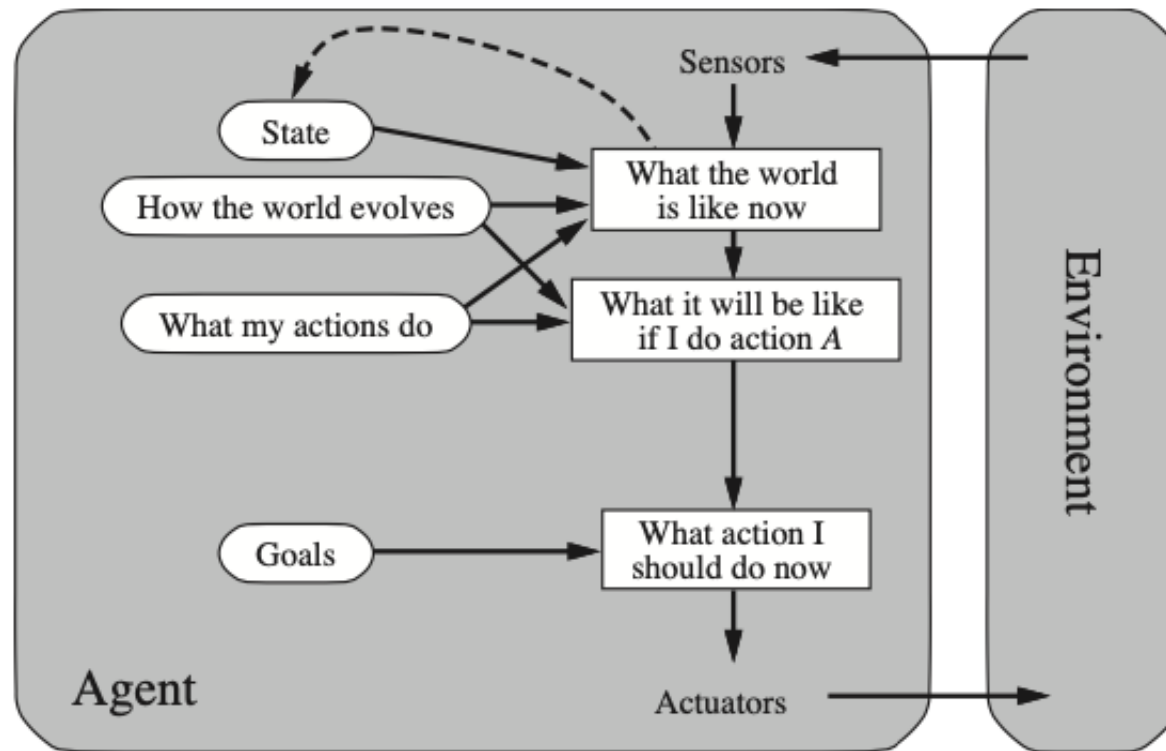 Sensors
State
What the world
is like now
How the world evolves
What my actions do
What it will be like
if I do action A
Environment
Goals
What action I
should do now
Agent
Actuators